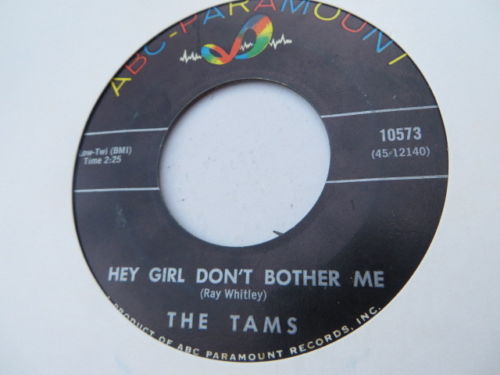 ABC-PARAMOUNT
Low-Twi (BMI)
Time 2:25
10573
(45-12140)
HEY GIRL DON'T BOTHER ME
(Ray Whitley)
THE TAMS
A PRODUCT OF ABC PARAMOUNT RECORDS, INC.